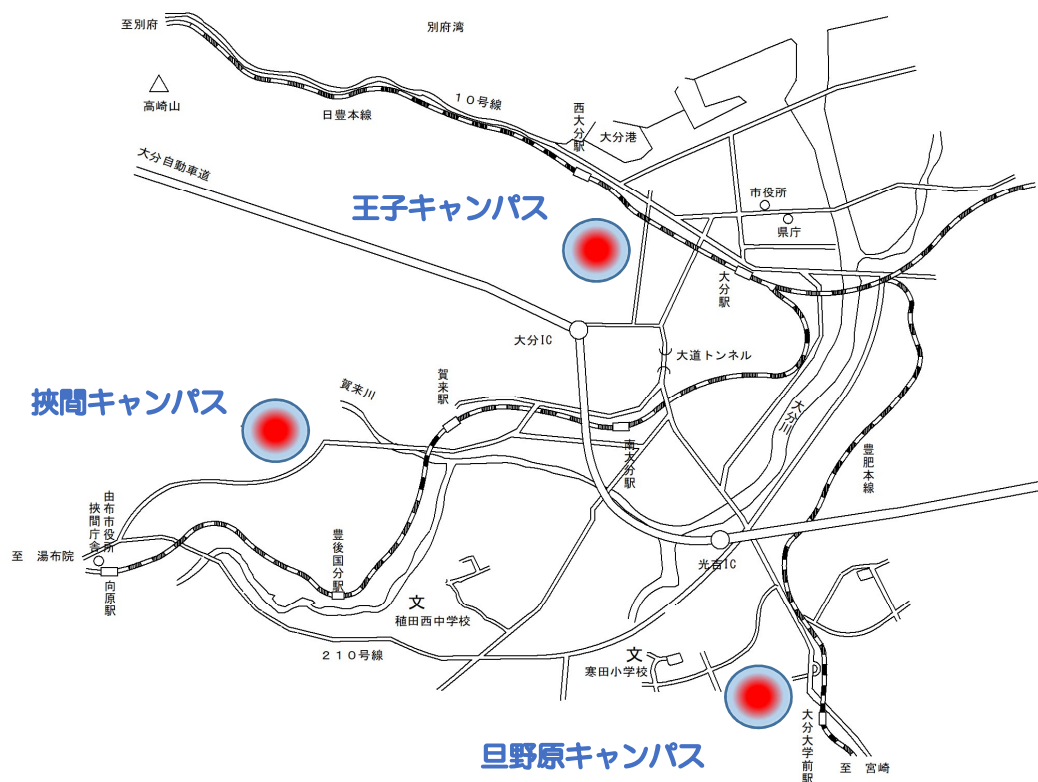 至別府
別府湾
高崎山
日豊本線
10号線
西大分駅
大分港
大分自動車道
王子キャンパス
市役所
県庁
大分駅
大分IC
大道トンネル
賀来駅
賀来川
挾間キャンパス
南大分駅
大分川
豊肥本線
由布市役所
挾間庁舎
至 湯布院
向原駅
豊後国分駅
光吉IC
稙田西中学校
文
210号線
文
寒田小学校
旦野原キャンパス
大分大学前駅
至 宮崎